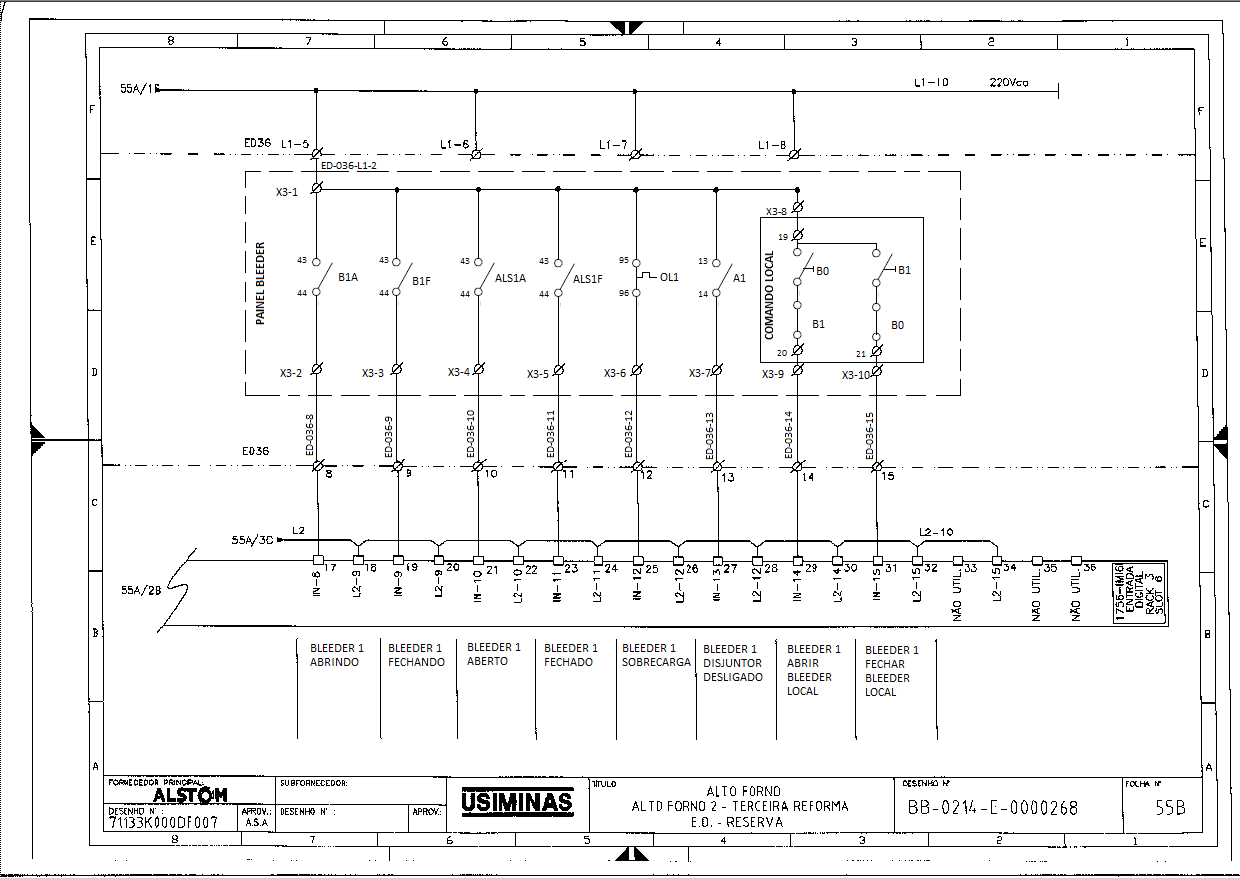 8 7 6 5 4 3 2 1
55A/1F
L1-10 220Vca
F F
ED36 L1-5 L1-6 L1-7 L1-8
ED-036-L1-2
X3-1
X3-8
E E
PAINEL BLEEDER
COMANDO LOCAL
19
43 43 43 43 95 13
B1A B1F ALS1A ALS1F OL1 A1 B0 B1
44 44 44 44 96 14
B1 B0
20 21
D D
X3-2 X3-3 X3-4 X3-5 X3-6 X3-7 X3-9 X3-10
ED-036-8 ED-036-9 ED-036-10 ED-036-11 ED-036-12 ED-036-13 ED-036-14 ED-036-15
ED36
8 9 10 11 12 13 14 15
C C
55A/3C L2 L2-10
17 18 19 20 21 22 23 24 25 26 27 28 29 30 31 32 33 34 35 36
55A/2B
IN-8 L2-9 IN-9 L2-9 IN-10 L2-10 IN-11 L2-11 IN-12 L2-12 IN-13 L2-12 IN-14 L2-14 IN-15 L2-15 NÃO UTIL. L2-15 NÃO UTIL. NÃO UTIL.
1756-IM16I
ENTRADA
DIGITAL
RACK 3
SLOT 6
B B
BLEEDER 1
ABRINDO
BLEEDER 1
FECHANDO
BLEEDER 1
ABERTO
BLEEDER 1
FECHADO
BLEEDER 1
SOBRECARGA
BLEEDER 1
DISJUNTOR
DESLIGADO
BLEEDER 1
ABRIR
BLEEDER
LOCAL
BLEEDER 1
FECHAR
BLEEDER
LOCAL
A A
FORNECEDOR PRINCIPAL:
ALSTOM
DESENHO Nº :
71133K000DF007
APROV.:
A.S.A.
SUBFORNECEDOR:
DESENHO Nº :
APROV.:
USIMINAS
TÍTULO
ALTO FORNO
ALTO FORNO 2 - TERCEIRA REFORMA
E.D. - RESERVA
DESENHO Nº
BB-0214-E-0000268
FOLHA Nº
55B
8 7 6 5 4 3 2 1